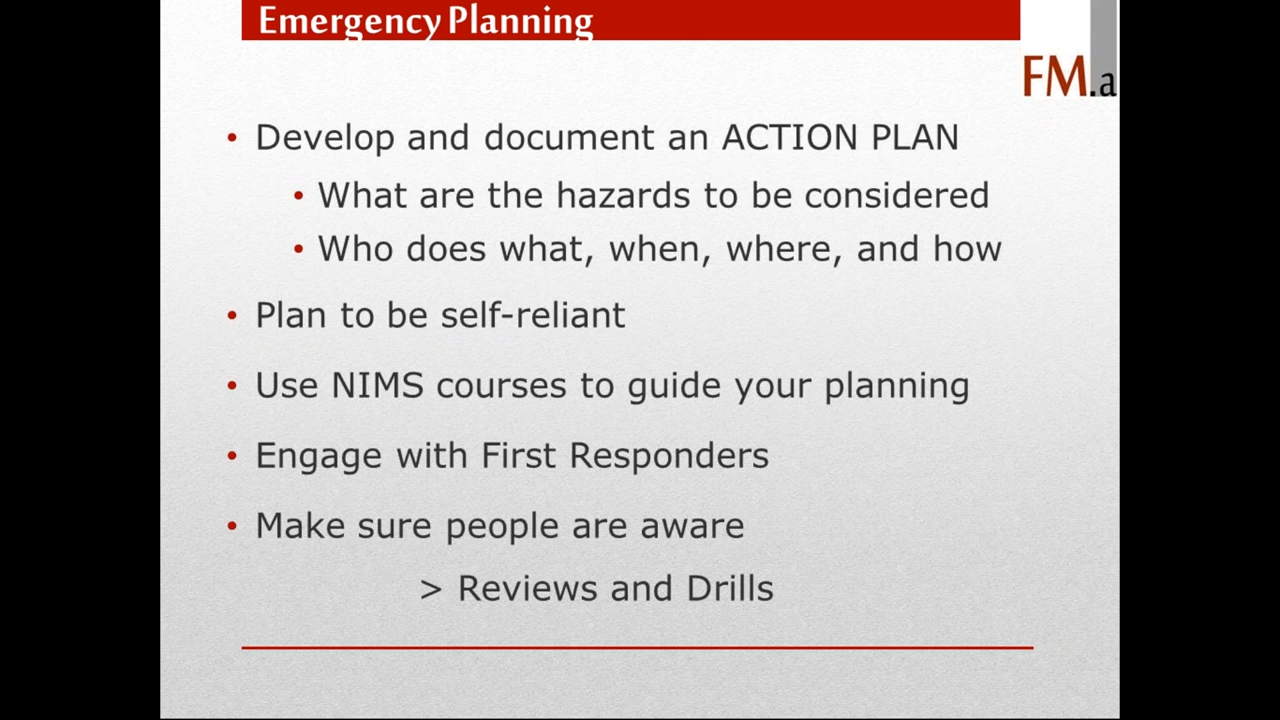 Emergency Planning
FM.a
• Develop and document an ACTION PLAN
• What are the hazards to be considered
• Who does what, when, where, and how
• Plan to be self-reliant
• Use NIMS courses to guide your planning
• Engage with First Responders
• Make sure people are aware
> Reviews and Drills